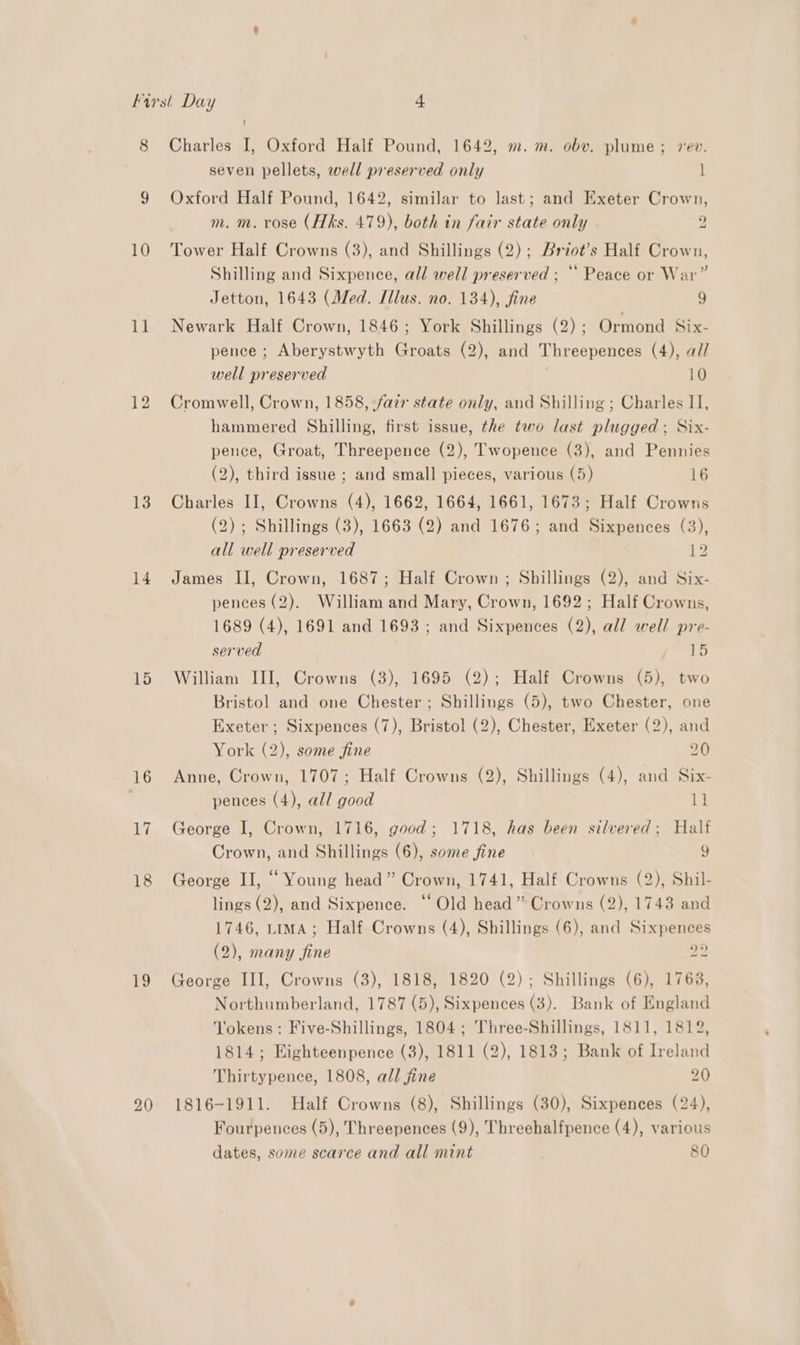 First Day 4
8 Charles I, Oxford Half Pound, 1642, m. m. obv. plume; rev.
seven pellets, well preserved only 1
9 Oxford Half Pound, 1642, similar to last; and Exeter Crown,
m. m. rose (Hks. 479), both in fair state only 2
10 Tower Half Crowns (3), and Shillings (2); Briot's Half Crown,
Shilling and Sixpence, all well preserved; "Peace or War"
Jetton, 1643 (Med. Illus. no. 134), fine 9
11 Newark Half Crown, 1846; York Shillings (2); Ormond Six-
pence; Aberystwyth Groats (2), and Threepences (4), all
well preserved 10
12 Cromwell, Crown, 1858, fair state only, and Shilling; Charles II,
hammered Shilling, first issue, the two last plugged; Six-
pence, Groat, Threepence (2), Twopence (3), and Pennies
(2), third issue; and small pieces, various (5) 16
13 Charles II, Crowns (4), 1662, 1664, 1661, 1673; Half Crowns
(2); Shillings (3), 1663 (2) and 1676; and Sixpences (3),
all well preserved 12
14 James II, Crown, 1687; Half Crown; Shillings (2), and Six-
pences (2). William and Mary, Crown, 1692; Half Crowns,
1689 (4), 1691 and 1693; and Sixpences (2), all well pre-
served 15
15 William III, Crowns (3), 1695 (2); Half Crowns (5), two
Bristol and one Chester; Shillings (5), two Chester, one
Exeter; Sixpences (7), Bristol (2), Chester, Exeter (2), and
York (2), some fine 20
16 Anne, Crown, 1707; Half Crowns (2), Shillings (4), and Six-
pences (4), all good 11
17 George I, Crown, 1716, good; 1718, has been silvered; Half
Crown, and Shillings (6), some fine 9
18 George II, "Young head" Crown, 1741, Half Crowns (2), Shil-
lings (2), and Sixpence. "Old head" Crowns (2), 1743 and
1746, LIMA; Half Crowns (4), Shillings (6), and Sixpences
(2), many fine 22
19 George III, Crowns (3), 1818, 1820 (2); Shillings (6), 1763,
Northumberland, 1787 (5), Sixpences (3). Bank of England
Tokens: Five-Shillings, 1804; Three-Shillings, 1811, 1812,
1814; Eighteenpence (3), 1811 (2), 1813; Bank of Ireland
Thirtypence, 1808, all fine 20
20 1816-1911. Half Crowns (8), Shillings (30), Sixpences (24),
Fourpences (5), Threepences (9), Threehalfpence (4), various
dates, some scarce and all mint 80